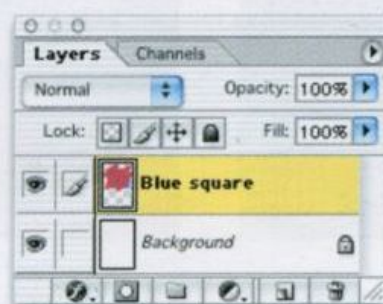 Layers Channels
Normal Opacity: 100%
Lock: Fill: 100%
Blue square
Background